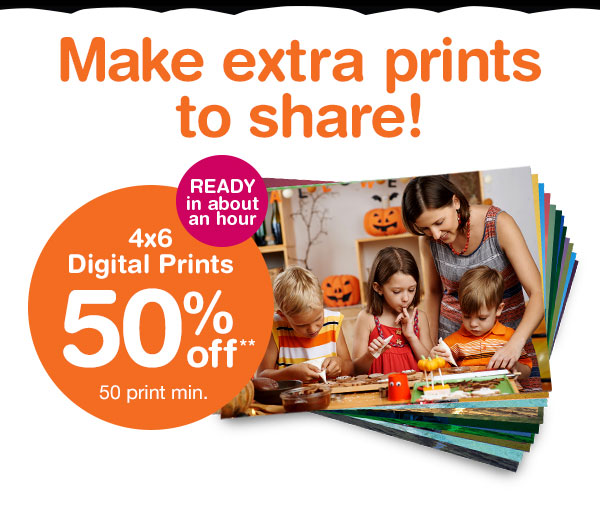 Make extra prints
to share!
READY
in about
an hour
4x6
Digital Prints
50% off**
50 print min.